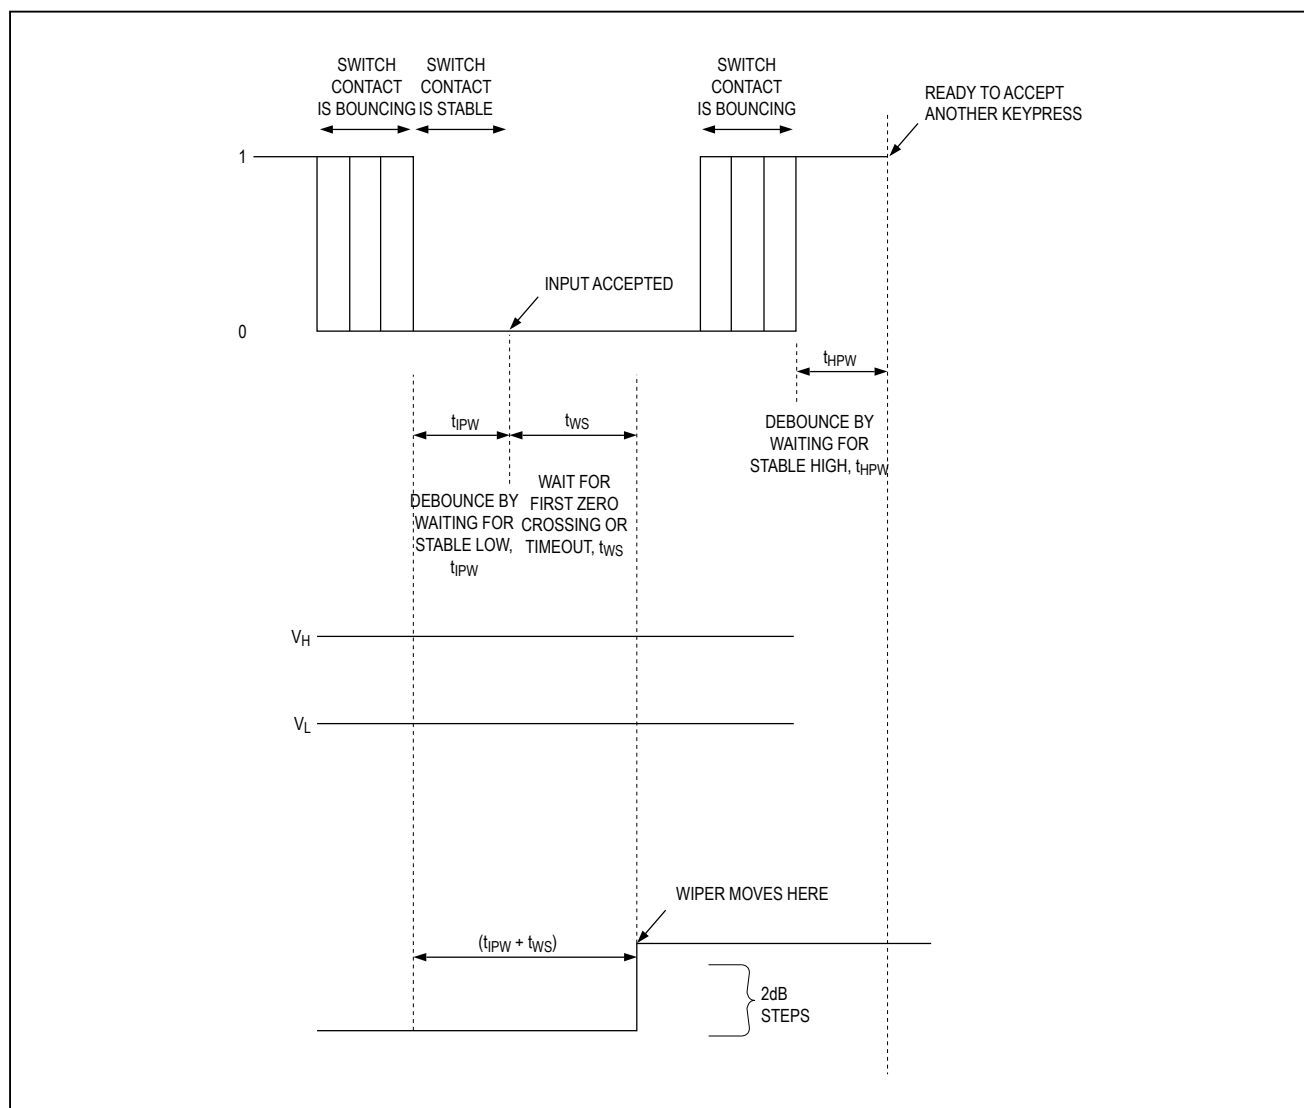 SWITCH
CONTACT
IS BOUNCING
SWITCH
CONTACT
IS STABLE
SWITCH
CONTACT
IS BOUNCING
READY TO ACCEPT
ANOTHER KEYPRESS
1
INPUT ACCEPTED
0
tHPW
DEBOUNCE BY
WAITING FOR
STABLE HIGH, tHPW
tIPW
tWS
DEBOUNCE BY
WAITING FOR
STABLE LOW,
tIPW
WAIT FOR
FIRST ZERO
CROSSING OR
TIMEOUT, tWS
VH
VL
WIPER MOVES HERE
(tIPW + tWS)
2dB
STEPS